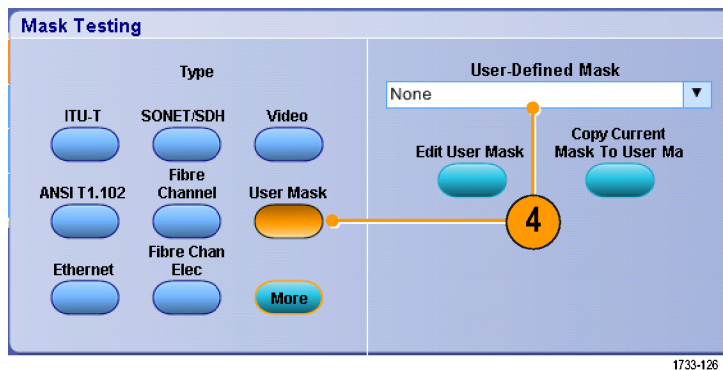 Mask Testing
Type
User-Defined Mask
None
ITU-T
SONET/SDH
Video
Edit User Mask
Copy Current
Mask To User Ma
ANSI T1.102
Fibre
Channel
User Mask
4
Ethernet
Fibre Chan
Elec
More
1733-126